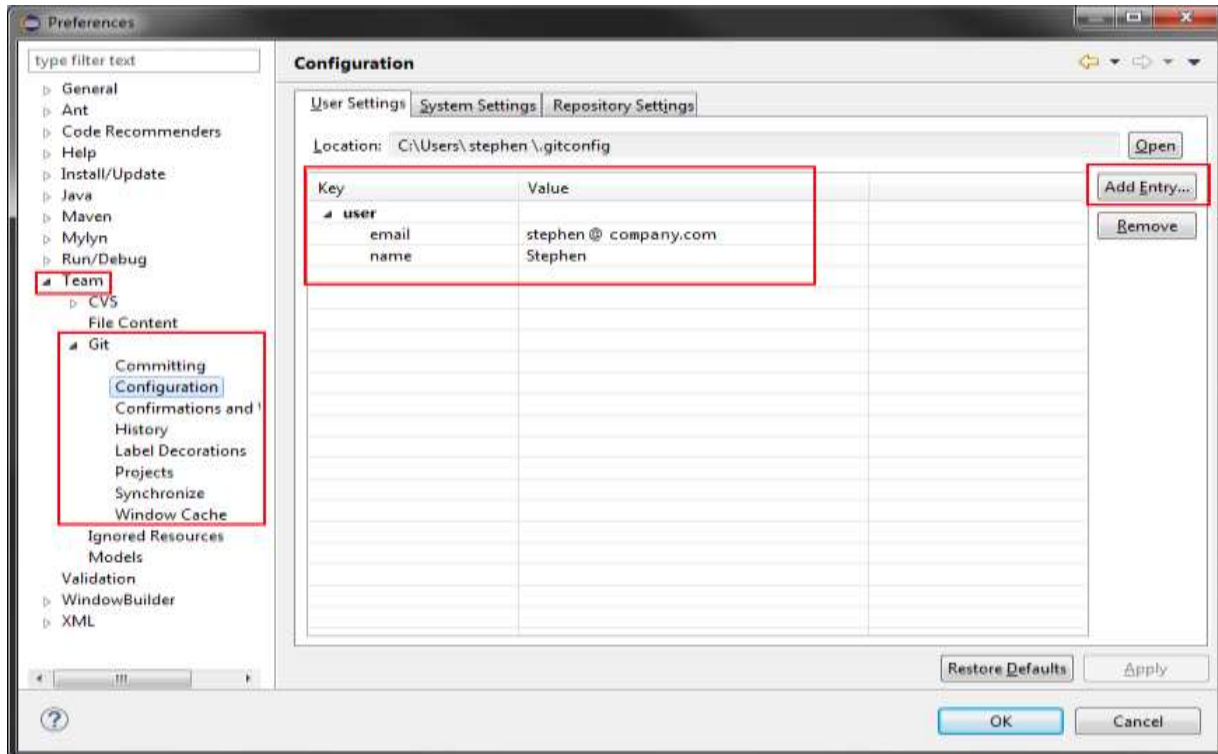 Preferences
type filter text
General
Ant
Code Recommenders
Help
Install/Update
Java
Maven
Mylyn
Run/Debug
Team
CVS
File Content
Git
Committing
Configuration
Confirmations and
History
Label Decorations
Projects
Synchronize
Window Cache
Ignored Resources
Models
Validation
WindowBuilder
XML
Configuration
User Settings System Settings Repository Settings
Location: C:\Users\ stephen \.gitconfig Open
Key Value Add Entry...
user
email stephen @ company.com Remove
name Stephen
Restore Defaults Apply
OK Cancel